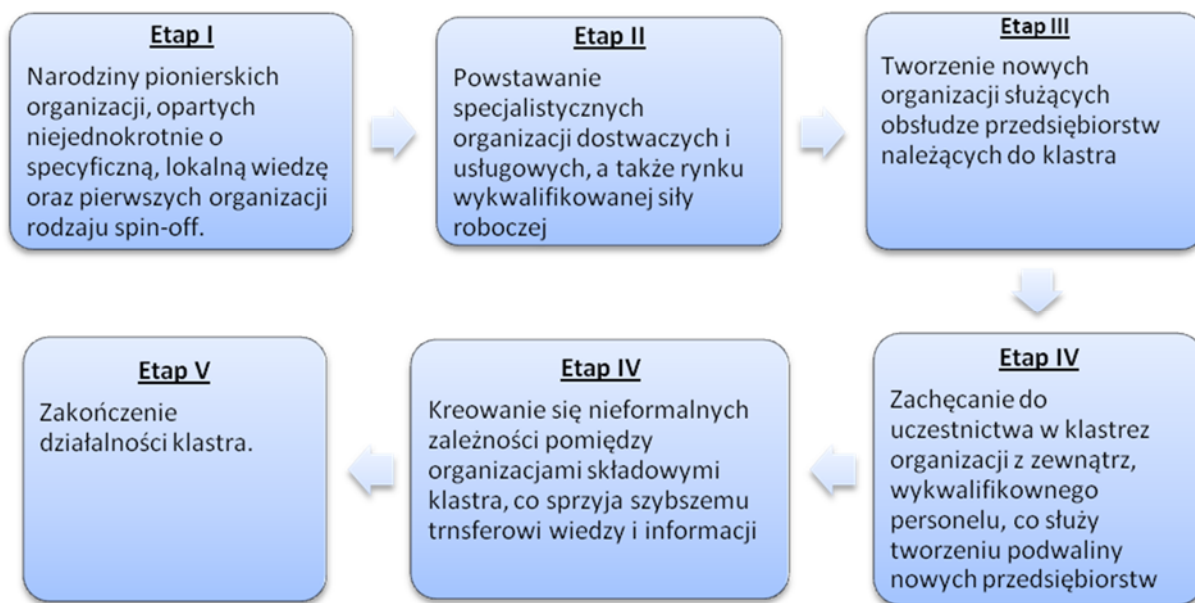 Etap I
Narodziny pionierskich
organizacji, opartych
niejednokrotnie o
specyficzną, lokalną wiedzę
oraz pierwszych organizacji
rodzaju spin-off.
Etap II
Powstawanie
specjalistycznych
organizacji dostwaczych i
usługowych, a także rynku
wykwalifikowanej siły
roboczej
Etap III
Tworzenie nowych
organizacji służących
obsłudze przedsiębiorstw
należących do klastra
Etap IV
Zachęcanie do
uczestnictwa w klastrez
organizacji z zewnątrz,
wykwalifikownego
personelu, co służy
tworzeniu podwaliny
nowych przedsiębiorstw
Etap IV
Kreowanie się nieformalnych
zależności pomiędzy
organizacjami składowymi
klastra, co sprzyja szybszemu
trnsferowi wiedzy i informacji
Etap V
Zakończenie
działalności klastra.